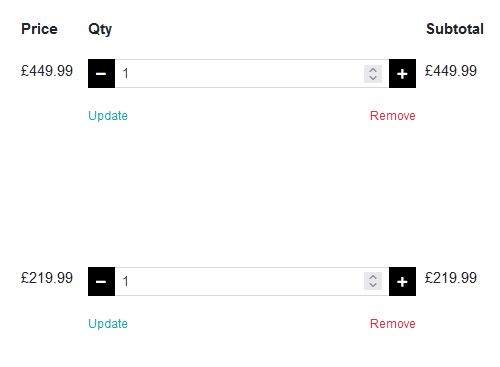 Price Qty Subtotal
£449.99 − 1 + £449.99
Update Remove
£219.99 − 1 + £219.99
Update Remove